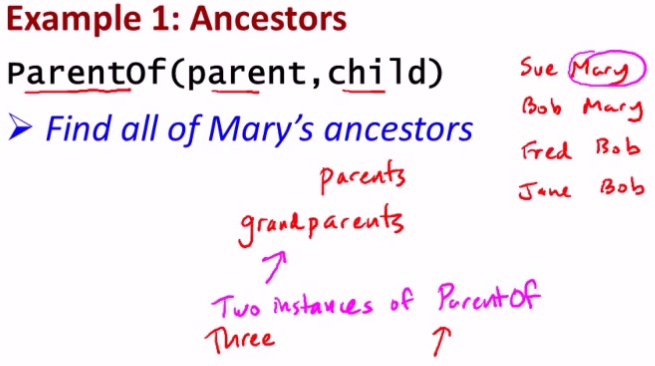 Example 1: Ancestors
ParentOf(parent,child)
➢ Find all of Mary's ancestors
Sue Mary
Bob Mary
Fred Bob
Jane Bob
parents
grandparents
Two instances of ParentOf
Three